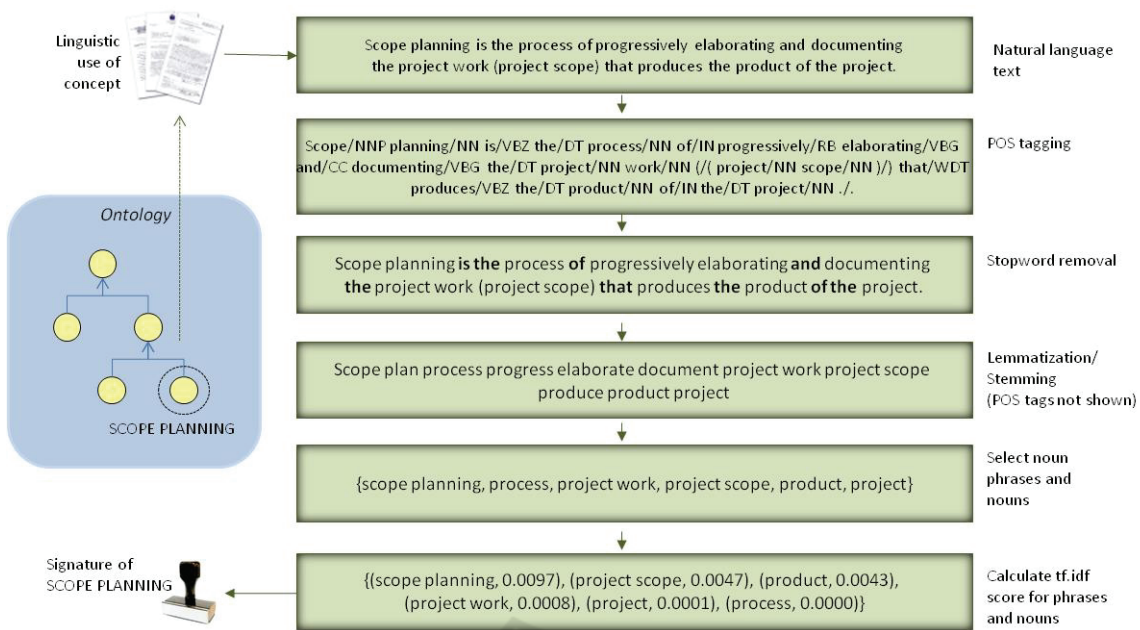 Linguistic
use of
concept
Scope planning is the process of progressively elaborating and documenting
the project work (project scope) that produces the product of the project.
Natural language
text
Scope/NNP planning/NN is/VBZ the/DT process/NN of/IN progressively/RB elaborating/VBG
and/CC documenting/VBG the/DT project/NN work/NN (/( project/NN scope/NN )/) that/WDT
produces/VBZ the/DT product/NN of/IN the/DT project/NN ./.
POS tagging
Ontology
SCOPE PLANNING
Scope planning is the process of progressively elaborating and documenting
the project work (project scope) that produces the product of the project.
Stopword removal
Scope plan process progress elaborate document project work project scope
produce product project
Lemmatization/
Stemming
(POS tags not shown)
{scope planning, process, project work, project scope, product, project}
Select noun
phrases and
nouns
Signature of
SCOPE PLANNING
{(scope planning, 0.0097), (project scope, 0.0047), (product, 0.0043),
(project work, 0.0008), (project, 0.0001), (process, 0.0000)}
Calculate tf.idf
score for phrases
and nouns